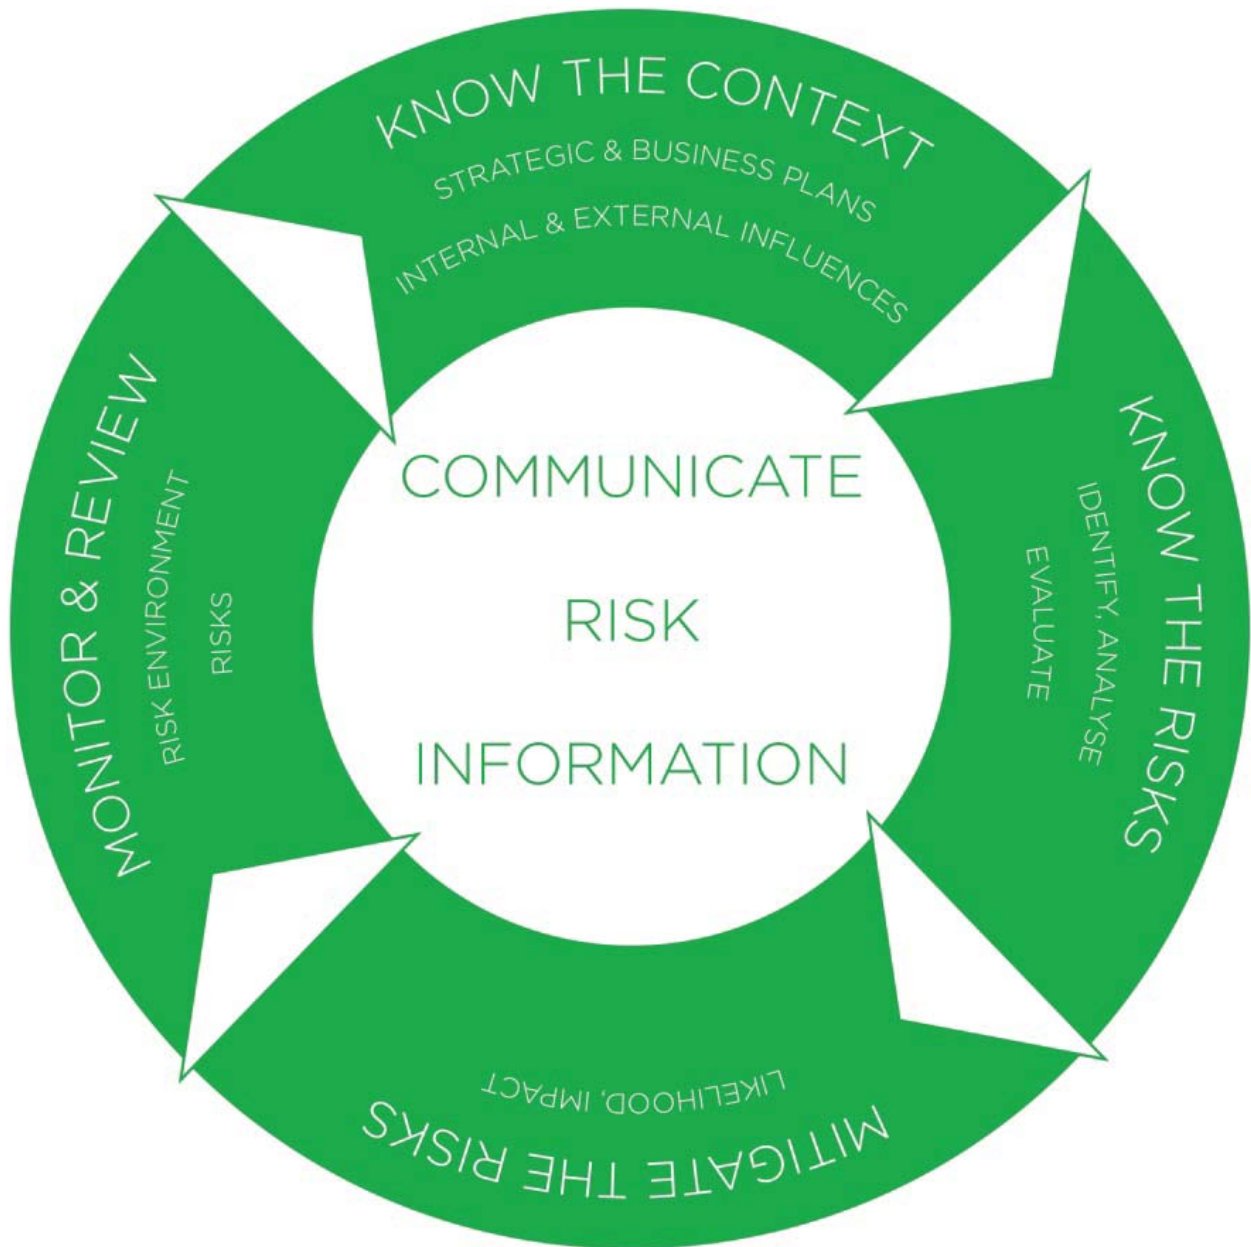 KNOW THE CONTEXT
STRATEGIC & BUSINESS PLANS
INTERNAL & EXTERNAL INFLUENCES
KNOW THE RISKS
IDENTIFY, ANALYSE
EVALUATE
MITIGATE THE RISKS
LIKELIHOOD, IMPACT
MONITOR & REVIEW
RISK ENVIRONMENT
RISKS
COMMUNICATE
RISK
INFORMATION